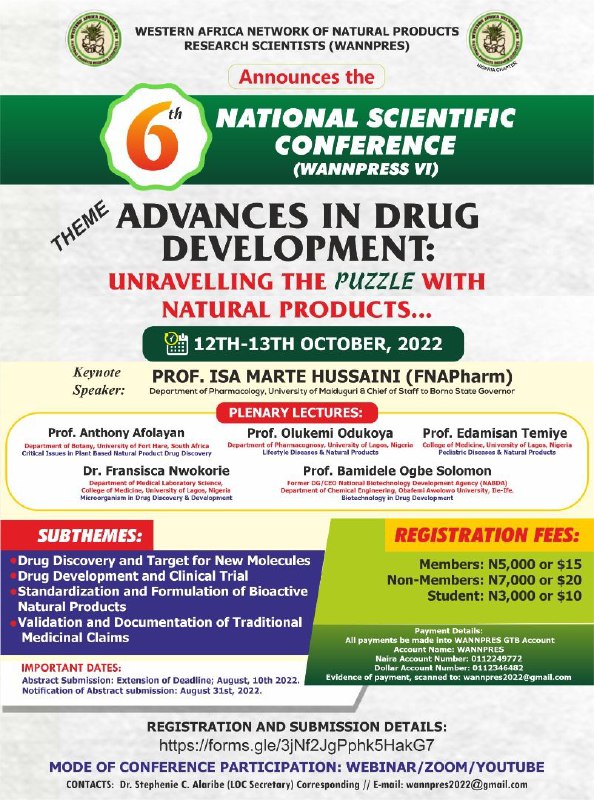 WESTERN AFRICA NETWORK OF NATURAL PRODUCTS
RESEARCH SCIENTISTS (WANNPRES)
NIGERIA CHAPTER
Announces the
6th
NATIONAL SCIENTIFIC
CONFERENCE
(WANNPRESS VI)
THEME
ADVANCES IN DRUG
DEVELOPMENT:
UNRAVELLING THE PUZZLE WITH
NATURAL PRODUCTS...
12TH-13TH OCTOBER, 2022
Keynote
Speaker:
PROF. ISA MARTE HUSSAINI (FNAPharm)
Department of Pharmacology, University of Maiduguri & Chief of Staff to Borno State Governor
PLENARY LECTURES:
Prof. Anthony Afolayan
Department of Botany, University of Fort Hare, South Africa
Critical Issues in Plant Based Natural Product Drug Discovery
Prof. Olukemi Odukoya
Department of Pharmacognosy, University of Lagos, Nigeria
Lifestyle Diseases & Natural Products
Prof. Edamisan Temiye
College of Medicine, University of Lagos, Nigeria
Pediatric Diseases & Natural Products
Dr. Fransisca Nwokorie
Department of Medical Laboratory Science,
College of Medicine, University of Lagos, Nigeria
Microorganism in Drug Discovery & Development
Prof. Bamidele Ogbe Solomon
Former DG/CEO National Biotechnology Development Agency (NABDA)
Department of Chemical Engineering, Obafemi Awolowo University, Ile-Ife.
Biotechnology in Drug Development
SUBTHEMES:
Drug Discovery and Target for New Molecules
Drug Development and Clinical Trial
Standardization and Formulation of Bioactive
Natural Products
Validation and Documentation of Traditional
Medicinal Claims
REGISTRATION FEES:
Members: N5,000 or $15
Non-Members: N7,000 or $20
Student: N3,000 or $10
Payment Details:
All payments be made into WANNPRES GTB Account
Account Name: WANNPRES
Naire Account Number: 0112249772
Dollar Account Number: 0112346482
Evidence of payment, scanned to: wannpres2022@gmail.com
IMPORTANT DATES:
Abstract Submission: Extension of Deadline; August, 10th 2022.
Notification of Abstract submission: August 31st, 2022.
REGISTRATION AND SUBMISSION DETAILS:
https://forms.gle/3jNf2JgPphk5HakG7
MODE OF CONFERENCE PARTICIPATION: WEBINAR/ZOOM/YOUTUBE
CONTACTS: Dr. Stephenie C. Alaribe (LOC Secretary) Corresponding // E-mail: wannpres2022@gmail.com